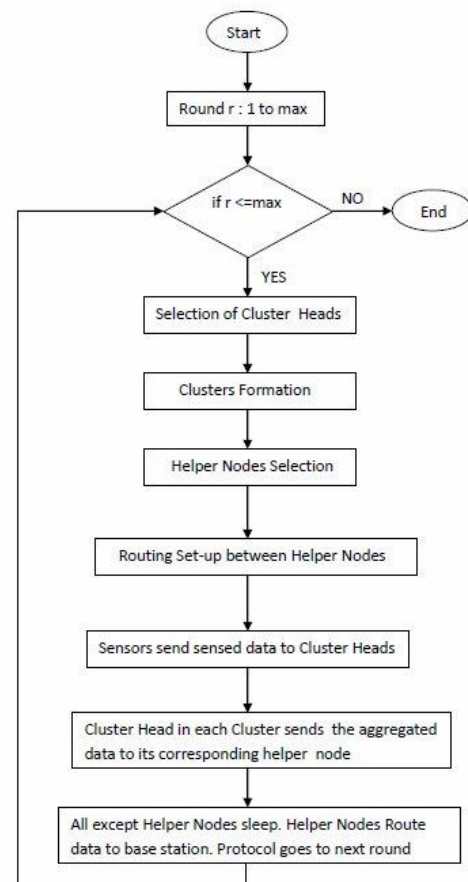 Start
Round r : 1 to max
if r <=max
NO
End
YES
Selection of Cluster Heads
Clusters Formation
Helper Nodes Selection
Routing Set-up between Helper Nodes
Sensors send sensed data to Cluster Heads
Cluster Head in each Cluster sends the aggregated
data to its corresponding helper node
All except Helper Nodes sleep. Helper Nodes Route
data to base station. Protocol goes to next round